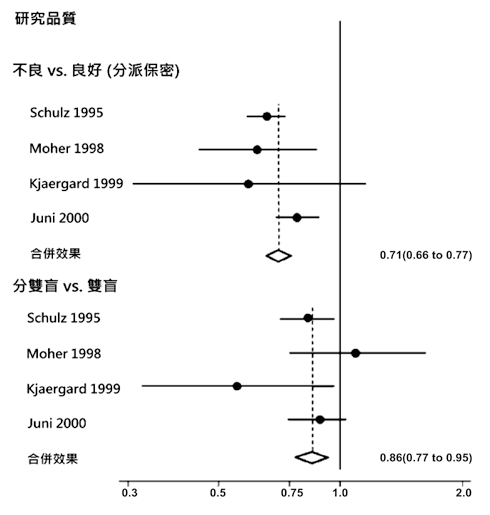 研究品質
不良 vs. 良好 (分派保密)
Schulz 1995
Moher 1998
Kjaergard 1999
Juni 2000
合併效果 0.71(0.66 to 0.77)
分雙盲 vs. 雙盲
Schulz 1995
Moher 1998
Kjaergard 1999
Juni 2000
合併效果 0.86(0.77 to 0.95)
0.3 0.5 0.75 1.0 2.0